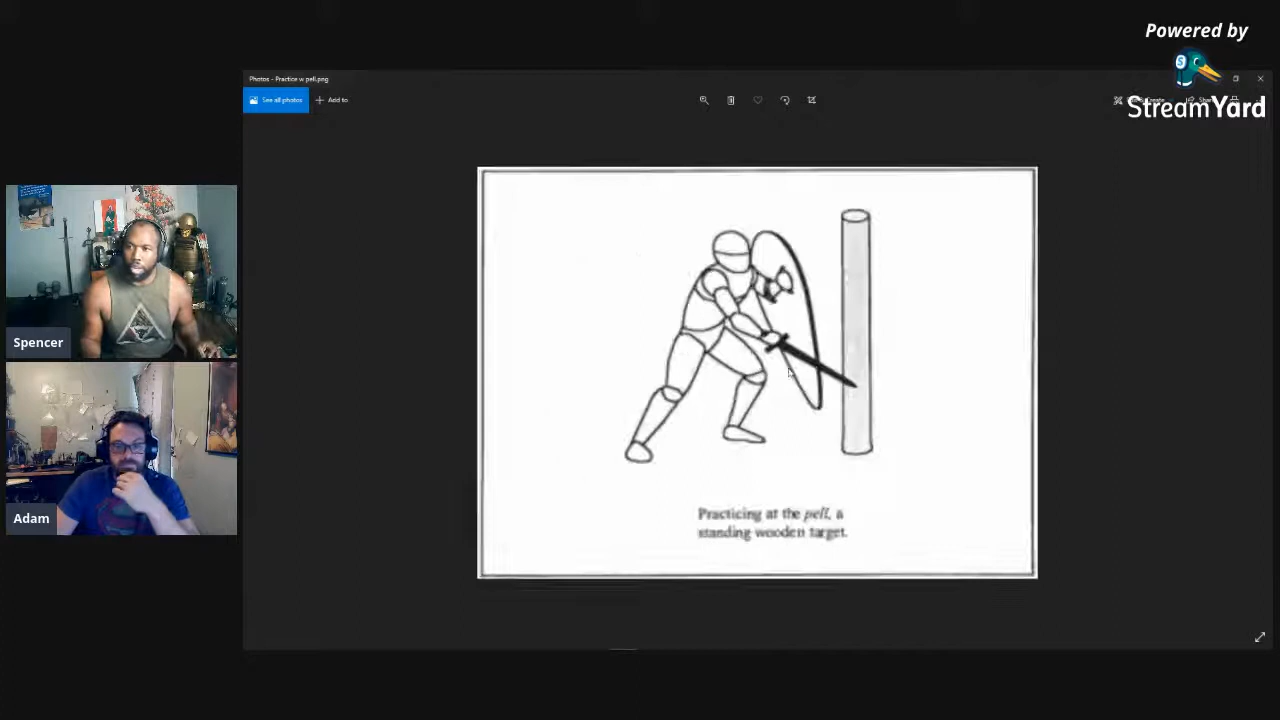 Powered by
StreamYard
Photos - Practice w pell.png
See all photos
Add to
Spencer
Adam
Practicing at the pell, a
standing wooden target.